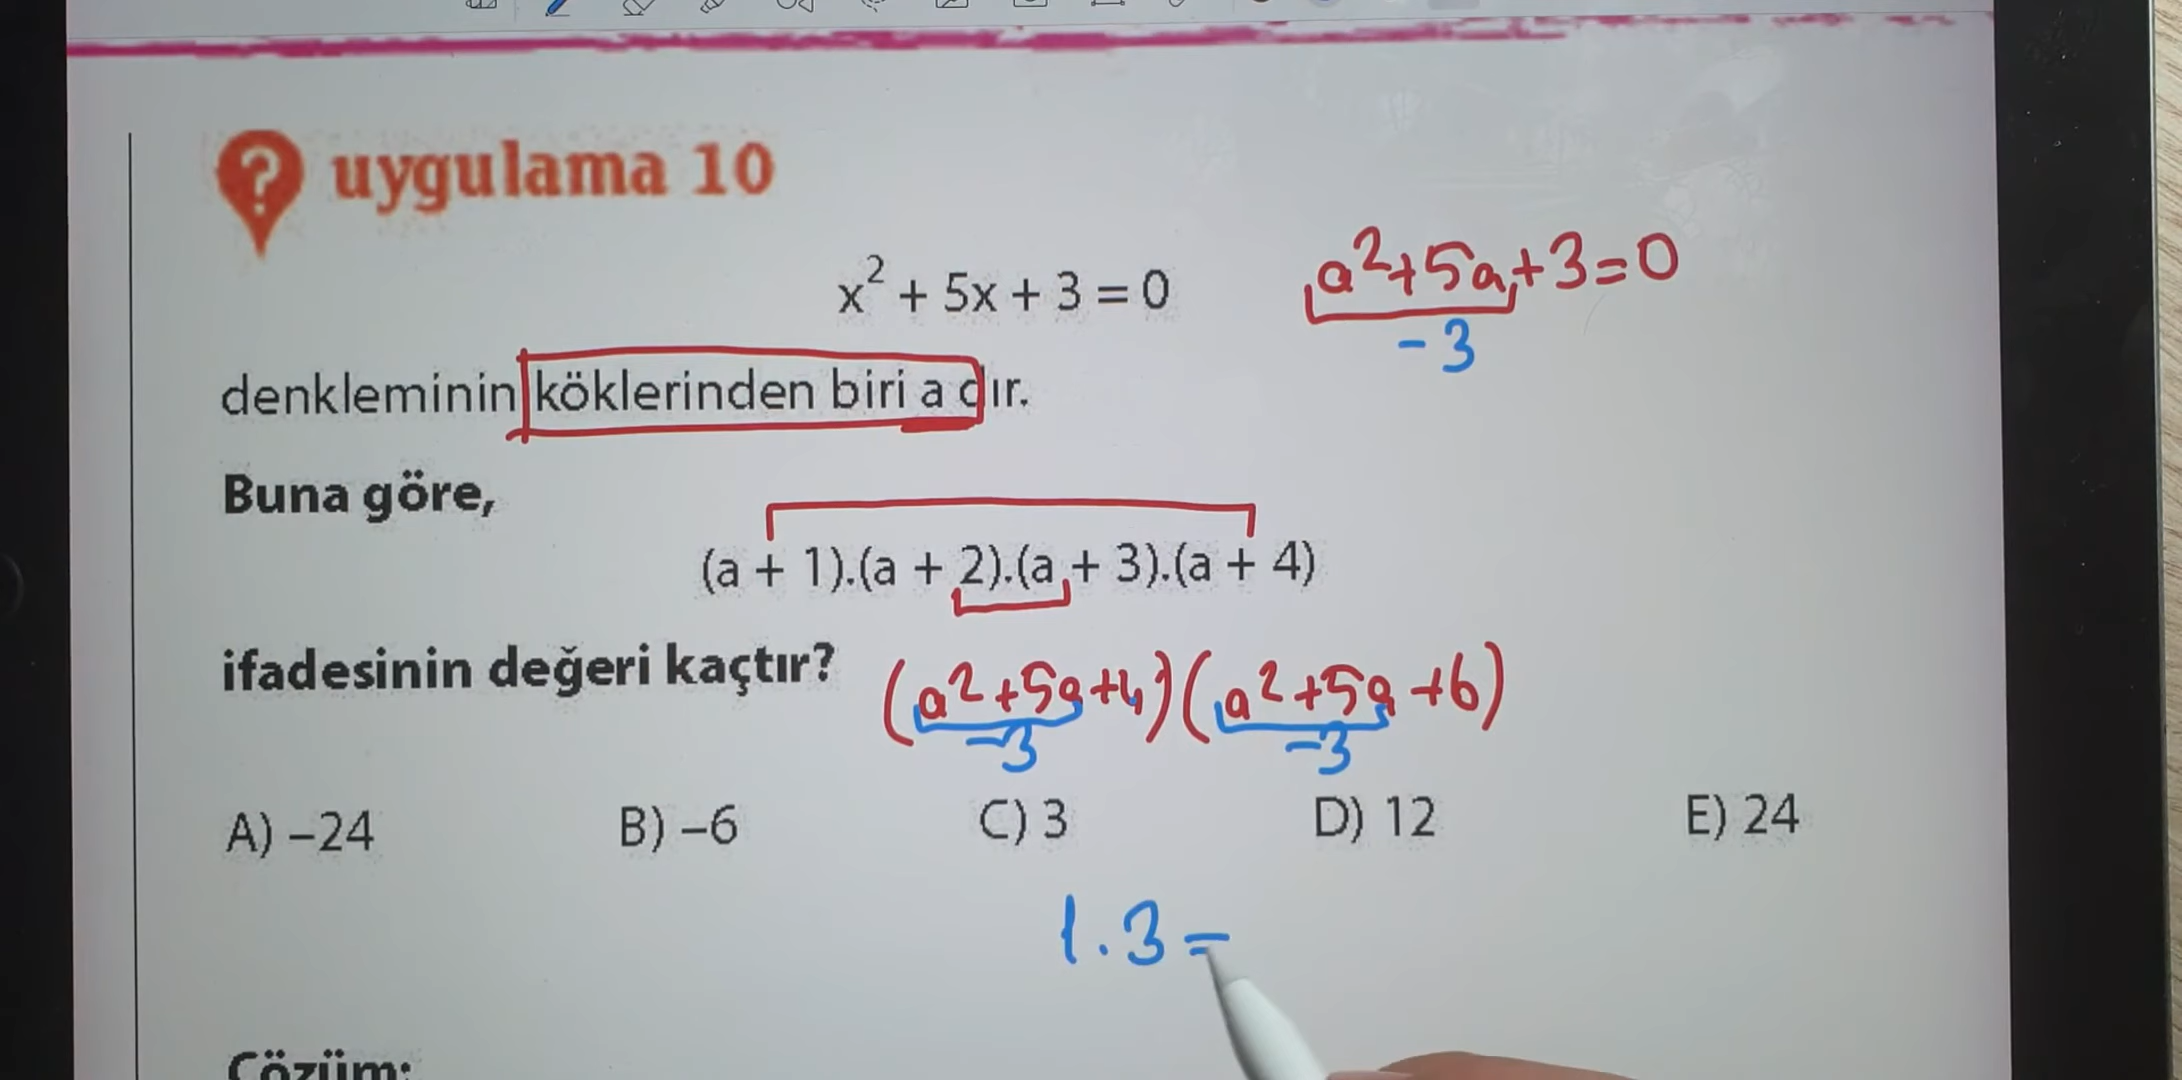 uygulama 10
x² + 5x + 3 = 0
a²+5a+3=0
-3
denkleminin köklerinden biri a dır.
Buna göre,
(a + 1).(a + 2).(a + 3).(a + 4)
ifadesinin değeri kaçtır?
(a²+5a+4)(a²+5a+6)
-3 -3
A) –24 B) –6 C) 3 D) 12 E) 24
1.3=
Çözüm: